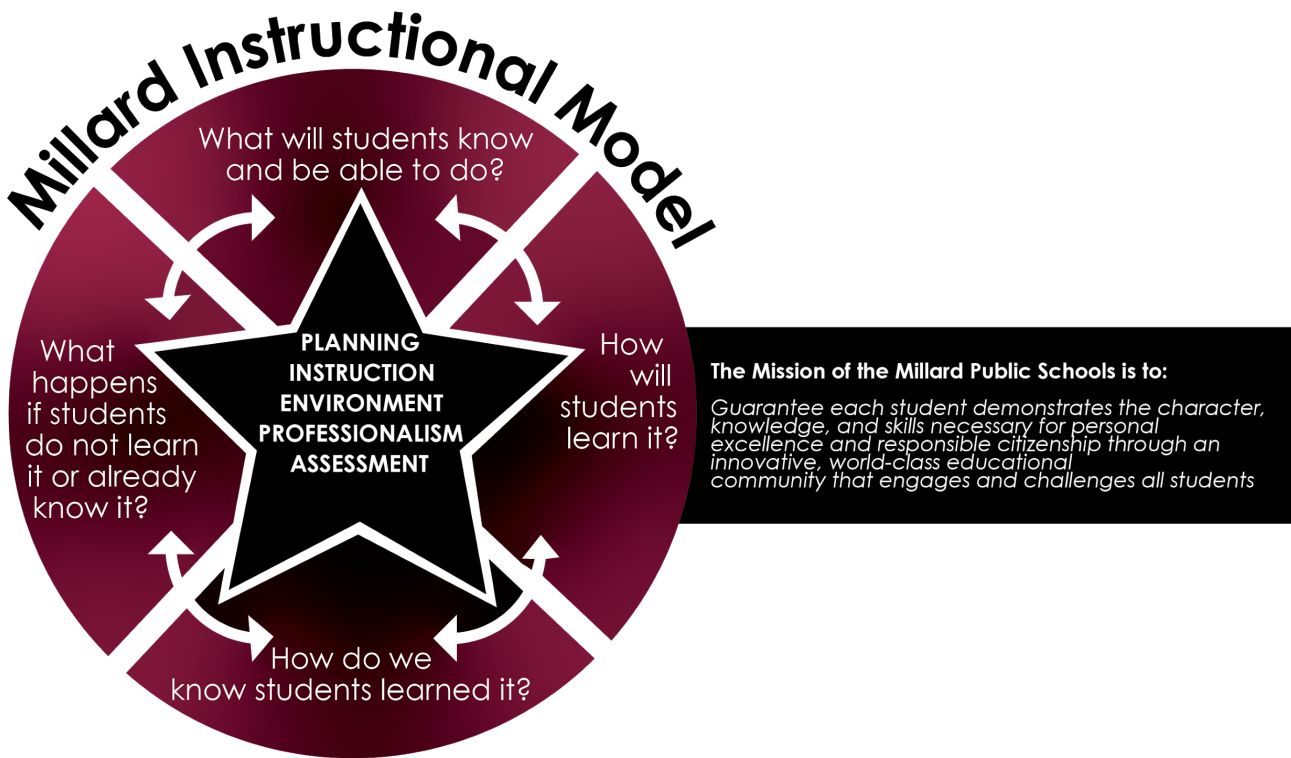 Millard Instructional Model
What will students know
and be able to do?
How
will
students
learn it?
How do we
know students learned it?
What
happens
if students
do not learn
it or already
know it?
PLANNING
INSTRUCTION
ENVIRONMENT
PROFESSIONALISM
ASSESSMENT
The Mission of the Millard Public Schools is to:
Guarantee each student demonstrates the character,
knowledge, and skills necessary for personal
excellence and responsible citizenship through an
innovative, world-class educational
community that engages and challenges all students